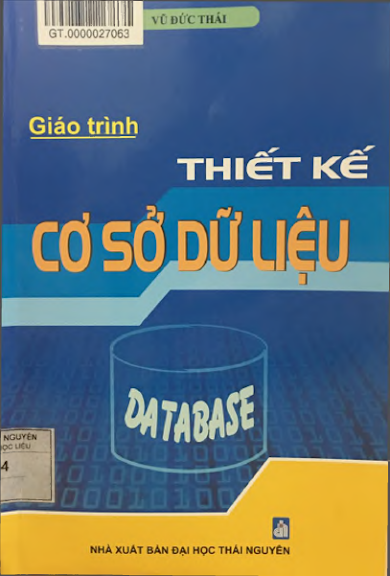 VŨ ĐỨC THÁI
GT.0000027063
Giáo trình
THIẾT KẾ
CƠ SỞ DỮ LIỆU
DATABASE
NGUYÊN
HỌC LIỆU
4
NHÀ XUẤT BẢN ĐẠI HỌC THÁI NGUYÊN